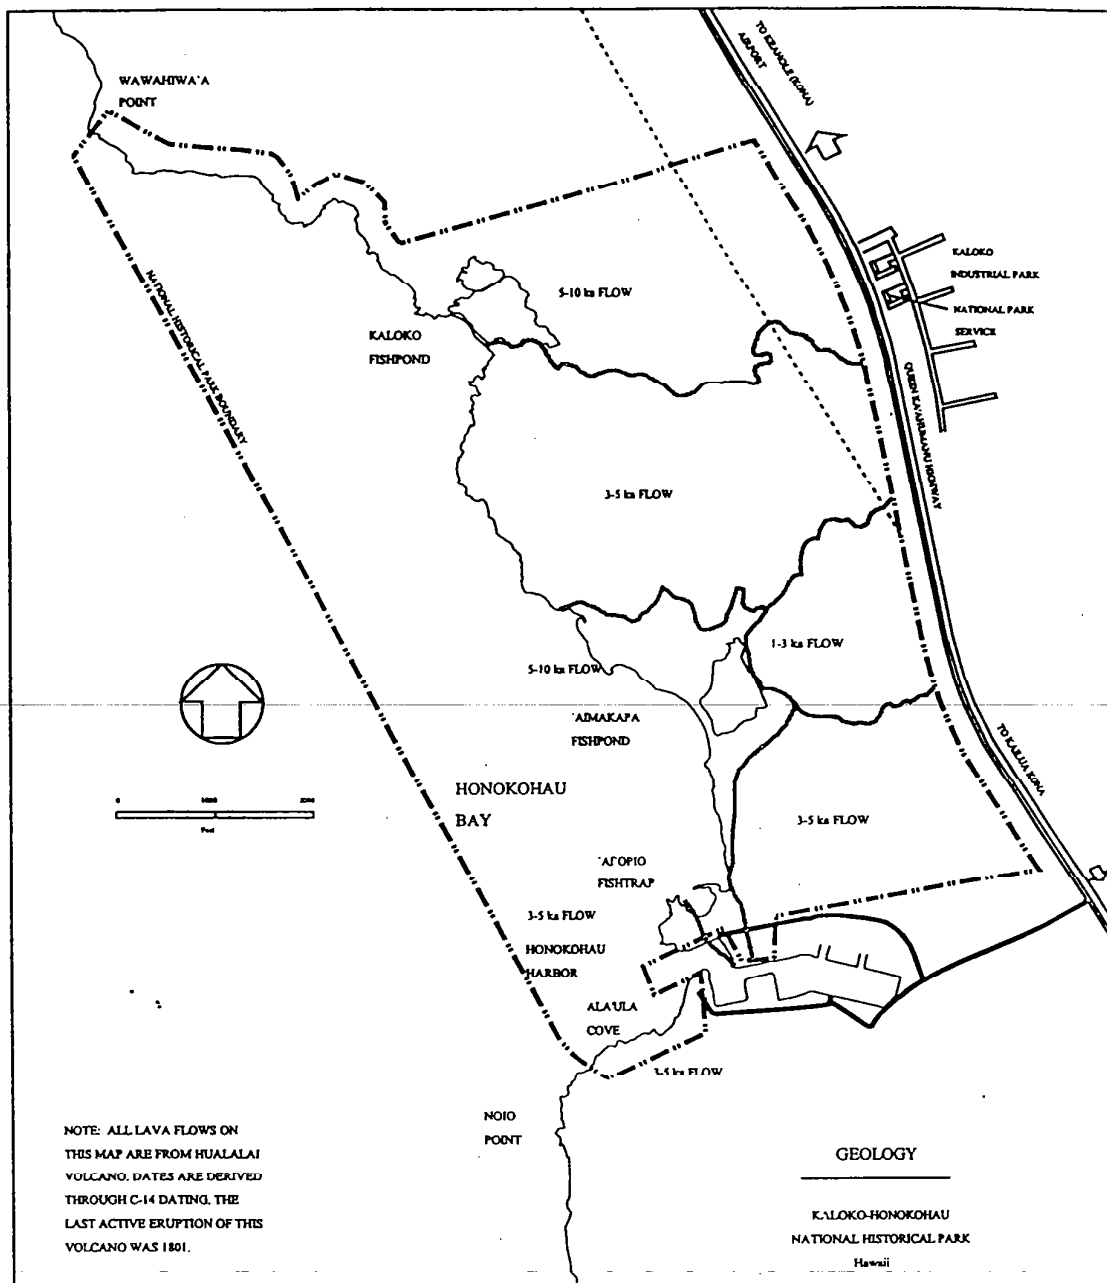 WAWAHIWA'A
POINT
TO KEAHOLE (KONA)
AIRPORT
KALOKO
INDUSTRIAL PARK
NATIONAL PARK
SERVICE
NATIONAL HISTORICAL PARK BOUNDARY
5-10 ka FLOW
KALOKO
FISHPOND
QUEEN KA'AHUMANU HIGHWAY
3-5 ka FLOW
1-3 ka FLOW
5-10 ka FLOW
'AIMAKAPA
FISHPOND
TO KAILUA KONA
HONOKOHAU
BAY
0
Feet
3-5 ka FLOW
'AI'OPIO
FISHTRAP
3-5 ka FLOW
HONOKOHAU
HARBOR
ALA'ULA
COVE
3-5 ka FLOW
NOIO
POINT
NOTE: ALL LAVA FLOWS ON
THIS MAP ARE FROM HUALALAI
VOLCANO. DATES ARE DERIVED
THROUGH C-14 DATING. THE
LAST ACTIVE ERUPTION OF THIS
VOLCANO WAS 1801.
GEOLOGY
KALOKO-HONOKOHAU
NATIONAL HISTORICAL PARK
Hawaii